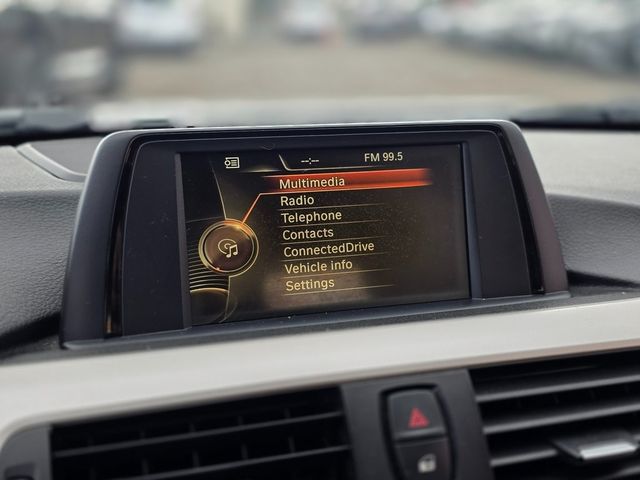 --:-- FM 99.5
Multimedia
Radio
Telephone
Contacts
ConnectedDrive
Vehicle info
Settings